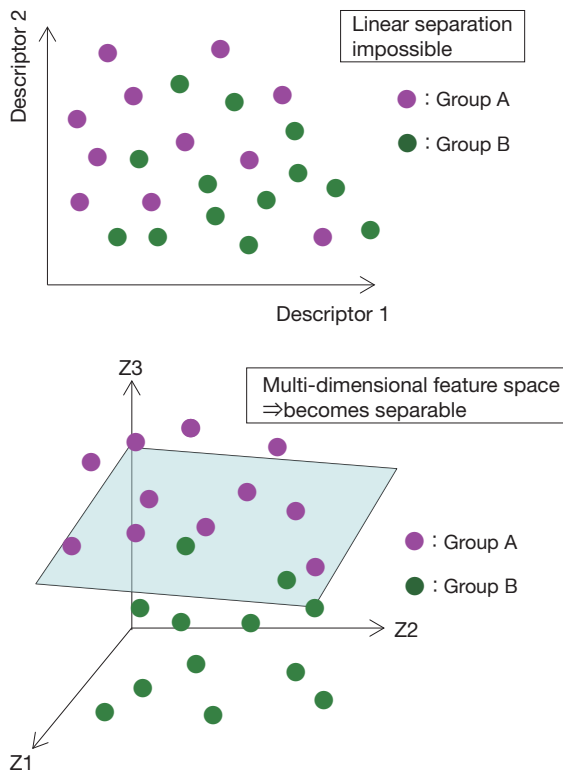 Descriptor 2
Linear separation
impossible
: Group A
: Group B
Descriptor 1
Z3
Multi-dimensional feature space
⇒becomes separable
: Group A
: Group B
Z2
Z1